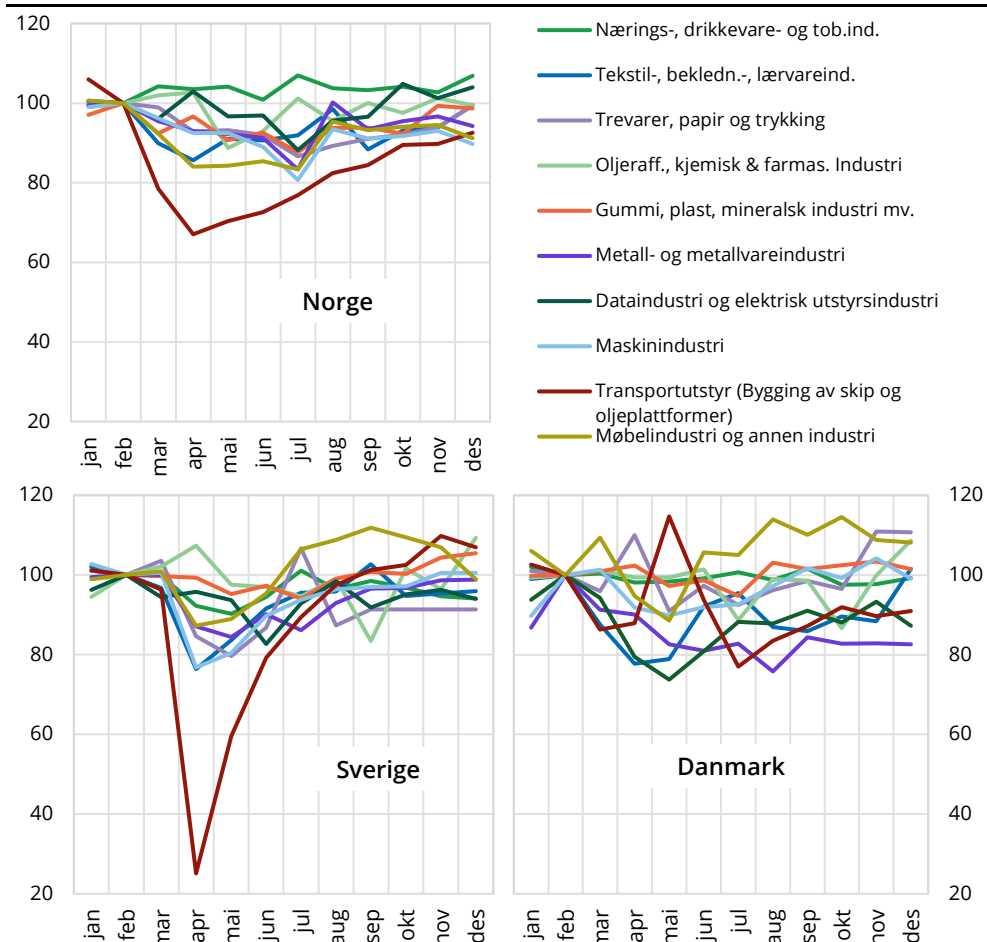 120
100
80
60
40
20
Norge
jan
feb
mar
apr
mai
jun
jul
aug
sep
okt
nov
des
Nærings-, drikkevare- og tob.ind.
Tekstil-, bekledn.-, lærvareind.
Trevarer, papir og trykking
Oljeraff., kjemisk & farmas. Industri
Gummi, plast, mineralsk industri mv.
Metall- og metallvareindustri
Dataindustri og elektrisk utstyrsindustri
Maskinindustri
Transportutstyr (Bygging av skip og
oljeplattformer)
Møbelindustri og annen industri
120
100
80
60
40
20
Sverige
jan
feb
mar
apr
mai
jun
jul
aug
sep
okt
nov
des
Danmark
120
100
80
60
40
20
jan
feb
mar
apr
mai
jun
jul
aug
sep
okt
nov
des